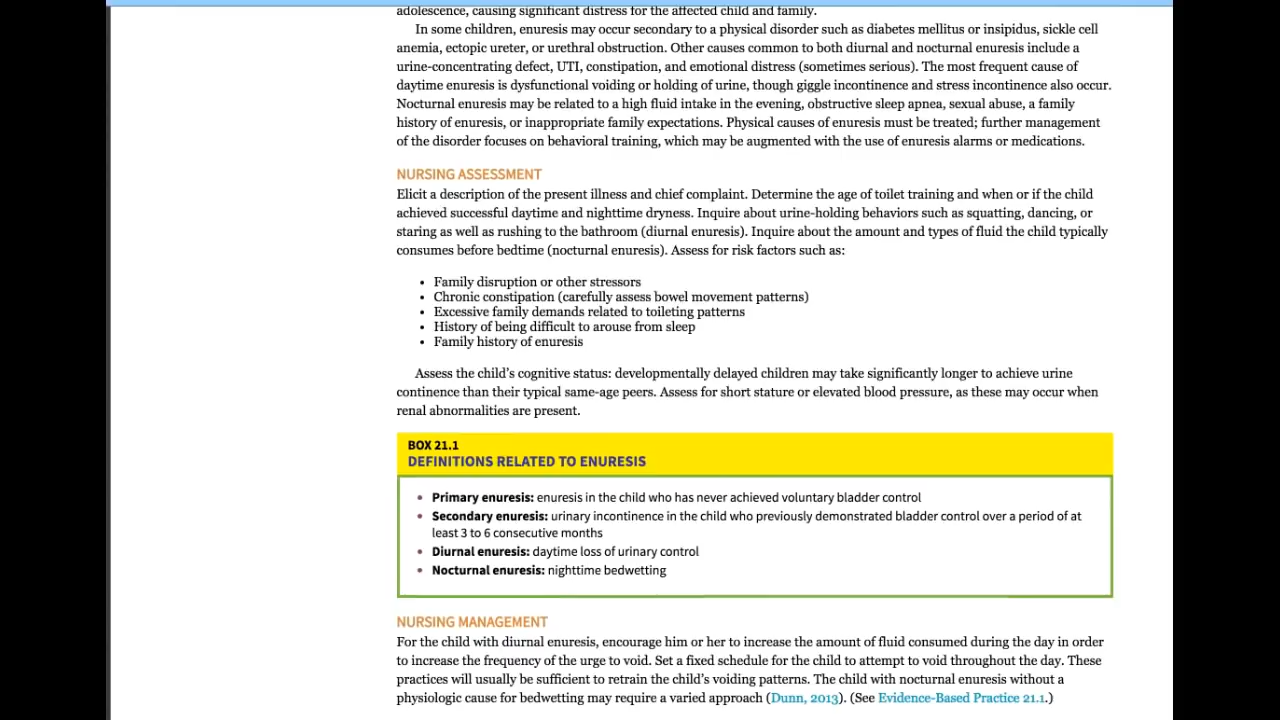 adolescence, causing significant distress for the affected child and family.
In some children, enuresis may occur secondary to a physical disorder such as diabetes mellitus or insipidus, sickle cell
anemia, ectopic ureter, or urethral obstruction. Other causes common to both diurnal and nocturnal enuresis include a
urine-concentrating defect, UTI, constipation, and emotional distress (sometimes serious). The most frequent cause of
daytime enuresis is dysfunctional voiding or holding of urine, though giggle incontinence and stress incontinence also occur.
Nocturnal enuresis may be related to a high fluid intake in the evening, obstructive sleep apnea, sexual abuse, a family
history of enuresis, or inappropriate family expectations. Physical causes of enuresis must be treated; further management
of the disorder focuses on behavioral training, which may be augmented with the use of enuresis alarms or medications.
NURSING ASSESSMENT
Elicit a description of the present illness and chief complaint. Determine the age of toilet training and when or if the child
achieved successful daytime and nighttime dryness. Inquire about urine-holding behaviors such as squatting, dancing, or
staring as well as rushing to the bathroom (diurnal enuresis). Inquire about the amount and types of fluid the child typically
consumes before bedtime (nocturnal enuresis). Assess for risk factors such as:
• Family disruption or other stressors
• Chronic constipation (carefully assess bowel movement patterns)
• Excessive family demands related to toileting patterns
• History of being difficult to arouse from sleep
• Family history of enuresis
Assess the child's cognitive status: developmentally delayed children may take significantly longer to achieve urine
continence than their typical same-age peers. Assess for short stature or elevated blood pressure, as these may occur when
renal abnormalities are present.
BOX 21.1
DEFINITIONS RELATED TO ENURESIS
• Primary enuresis: enuresis in the child who has never achieved voluntary bladder control
• Secondary enuresis: urinary incontinence in the child who previously demonstrated bladder control over a period of at
least 3 to 6 consecutive months
• Diurnal enuresis: daytime loss of urinary control
• Nocturnal enuresis: nighttime bedwetting
NURSING MANAGEMENT
For the child with diurnal enuresis, encourage him or her to increase the amount of fluid consumed during the day in order
to increase the frequency of the urge to void. Set a fixed schedule for the child to attempt to void throughout the day. These
practices will usually be sufficient to retrain the child's voiding patterns. The child with nocturnal enuresis without a
physiologic cause for bedwetting may require a varied approach (Dunn, 2013). (See Evidence-Based Practice 21.1.)